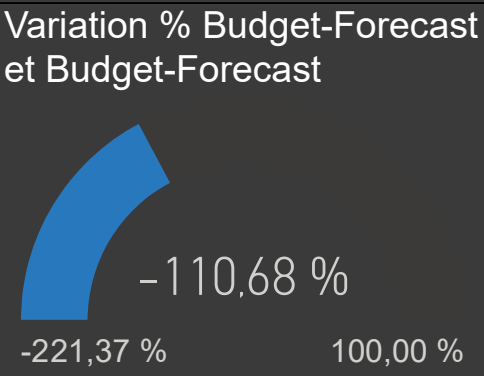 Variation % Budget-Forecast
et Budget-Forecast
-110,68 %
-221,37 %
100,00 %